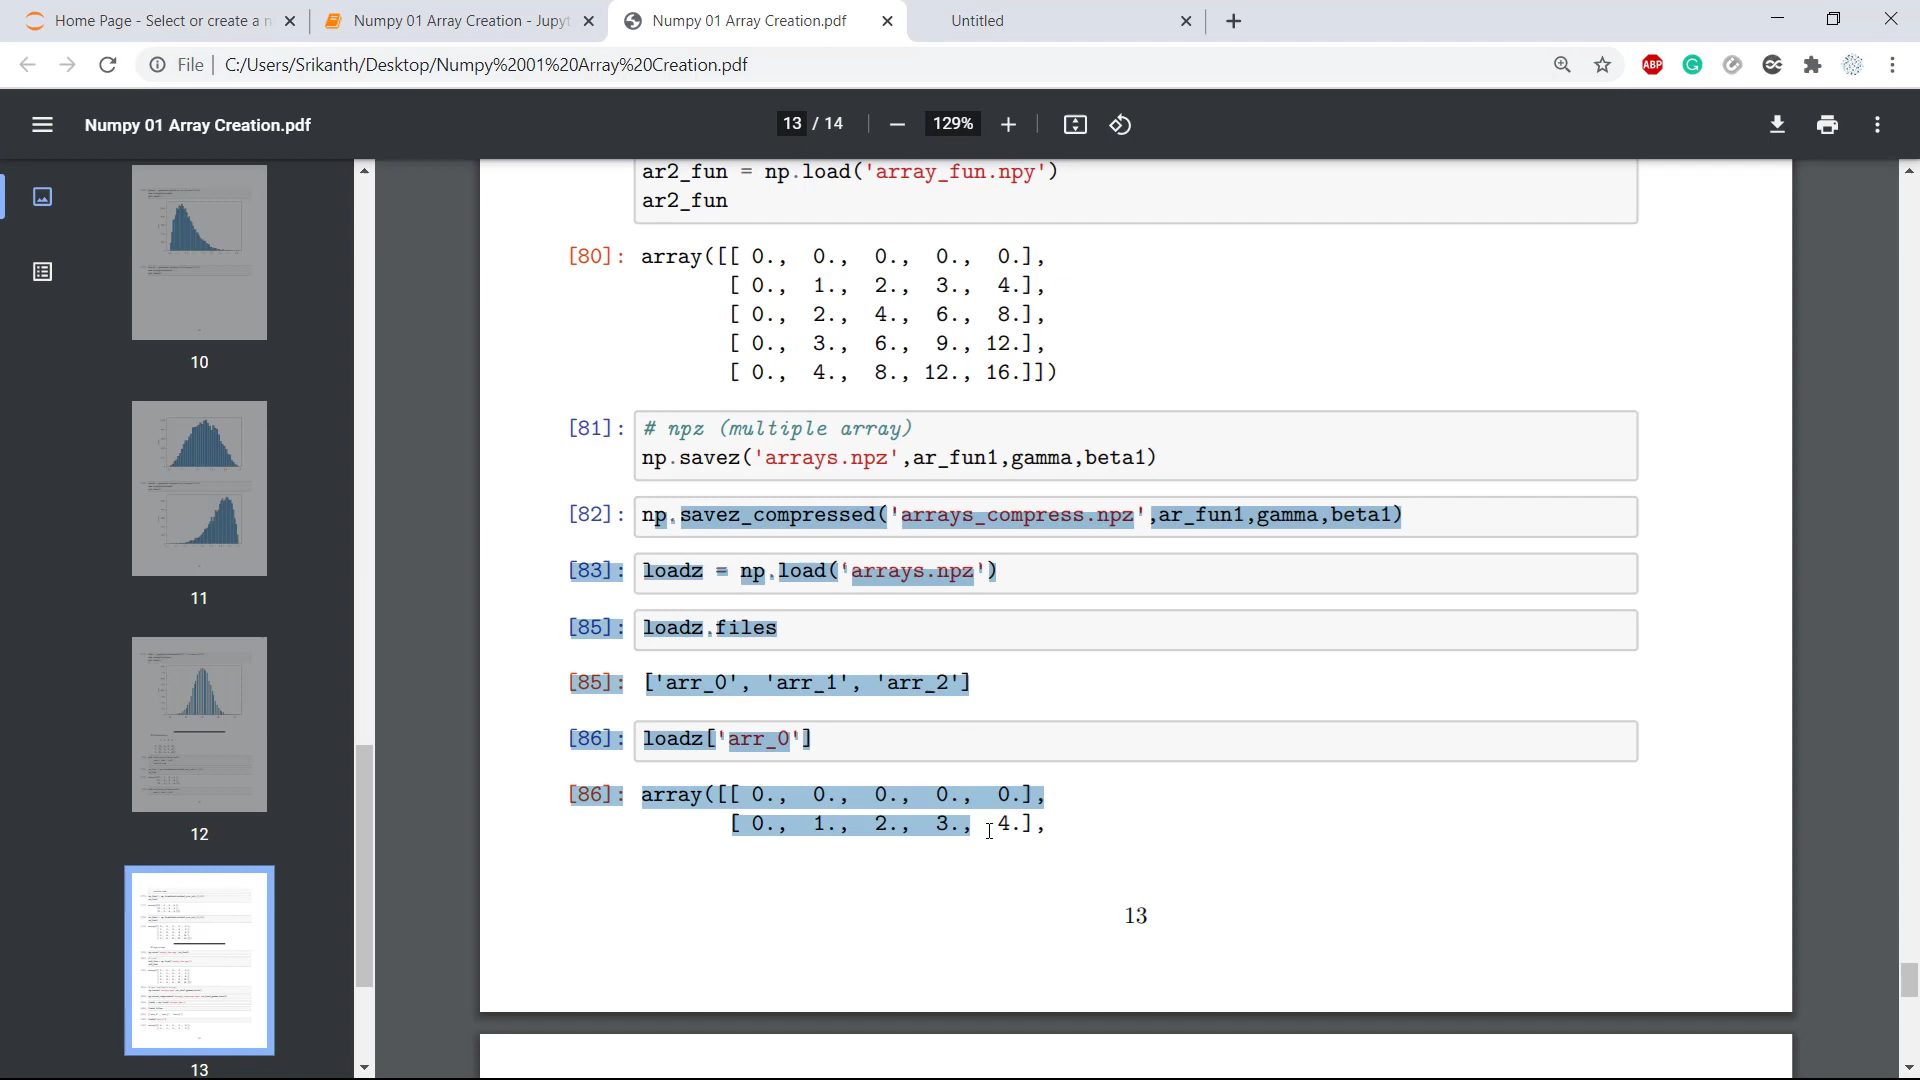 Home Page - Select or create a n
Numpy 01 Array Creation - Jupyt
Numpy 01 Array Creation.pdf
Untitled
File | C:/Users/Srikanth/Desktop/Numpy%2001%20Array%20Creation.pdf
ABP
Numpy 01 Array Creation.pdf
13 / 14
129%
10
11
12
13
ar2_fun = np.load('array_fun.npy')
ar2_fun
[80]: array([[ 0., 0., 0., 0., 0.],
[ 0., 1., 2., 3., 4.],
[ 0., 2., 4., 6., 8.],
[ 0., 3., 6., 9., 12.],
[ 0., 4., 8., 12., 16.]])
[81]: # npz (multiple array)
np.savez('arrays.npz',ar_fun1,gamma,beta1)
[82]: np.savez_compressed('arrays_compress.npz',ar_fun1,gamma,beta1)
[83]: loadz = np.load('arrays.npz')
[85]: loadz.files
[85]: ['arr_0', 'arr_1', 'arr_2']
[86]: loadz['arr_0']
[86]: array([[ 0., 0., 0., 0., 0.],
[ 0., 1., 2., 3., 4.],
13